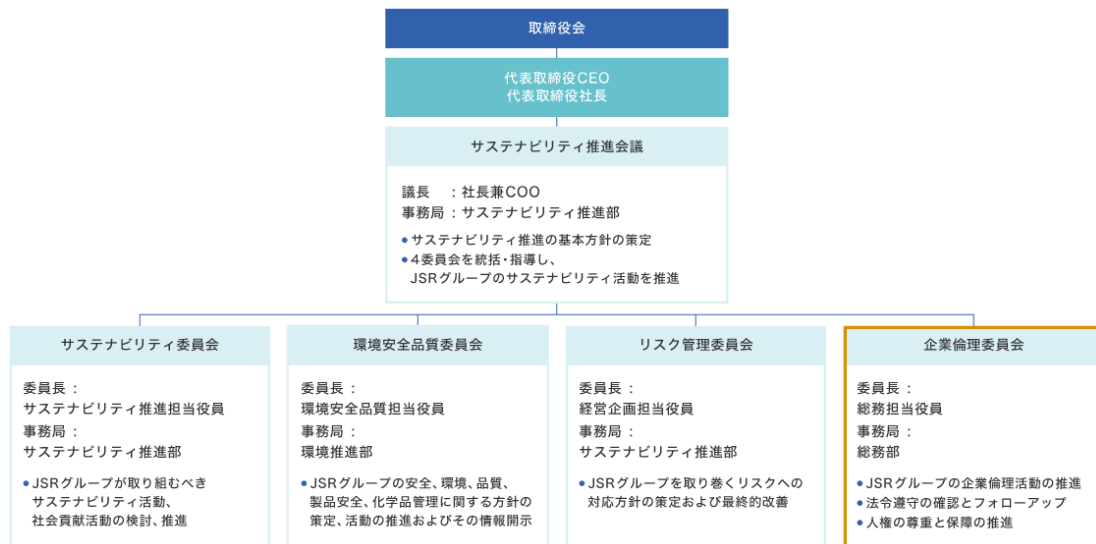 取締役会
代表取締役CEO
代表取締役社長
サステナビリティ推進会議
議長　：社長兼COO
事務局：サステナビリティ推進部
●サステナビリティ推進の基本方針の策定
●4委員会を統括・指導し、
JSRグループのサステナビリティ活動を推進
サステナビリティ委員会
委員長：
サステナビリティ推進担当役員
事務局：
サステナビリティ推進部
●JSRグループが取り組むべき
サステナビリティ活動、
社会貢献活動の検討、推進
環境安全品質委員会
委員長：
環境安全品質担当役員
事務局：
環境推進部
●JSRグループの安全、環境、品質、
製品安全、化学品管理に関する方針の
策定、活動の推進およびその情報開示
リスク管理委員会
委員長：
経営企画担当役員
事務局：
サステナビリティ推進部
●JSRグループを取り巻くリスクへの
対応方針の策定および最終的改善
企業倫理委員会
委員長：
総務担当役員
事務局：
総務部
●JSRグループの企業倫理活動の推進
●法令遵守の確認とフォローアップ
●人権の尊重と保障の推進